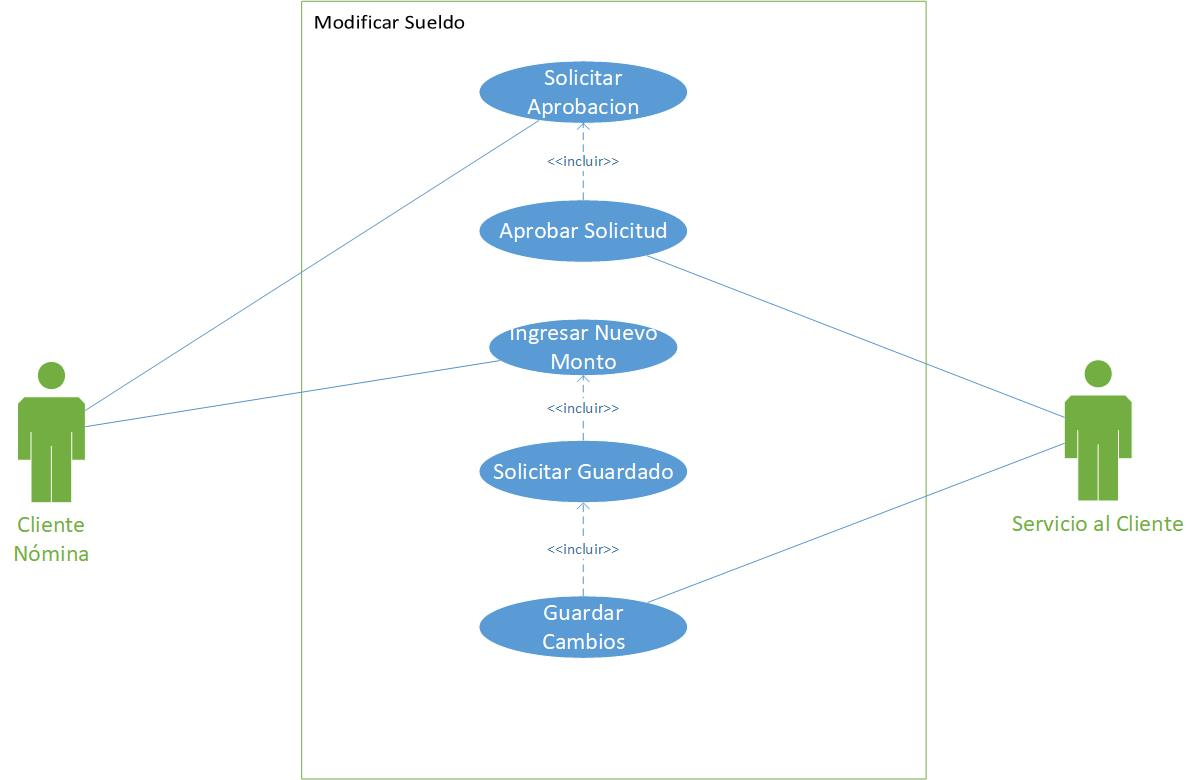 Modificar Sueldo
Solicitar
Aprobacion
<<incluir>>
Aprobar Solicitud
Ingresar Nuevo
Monto
<<incluir>>
Solicitar Guardado
<<incluir>>
Guardar
Cambios
Cliente
Nómina
Servicio al Cliente